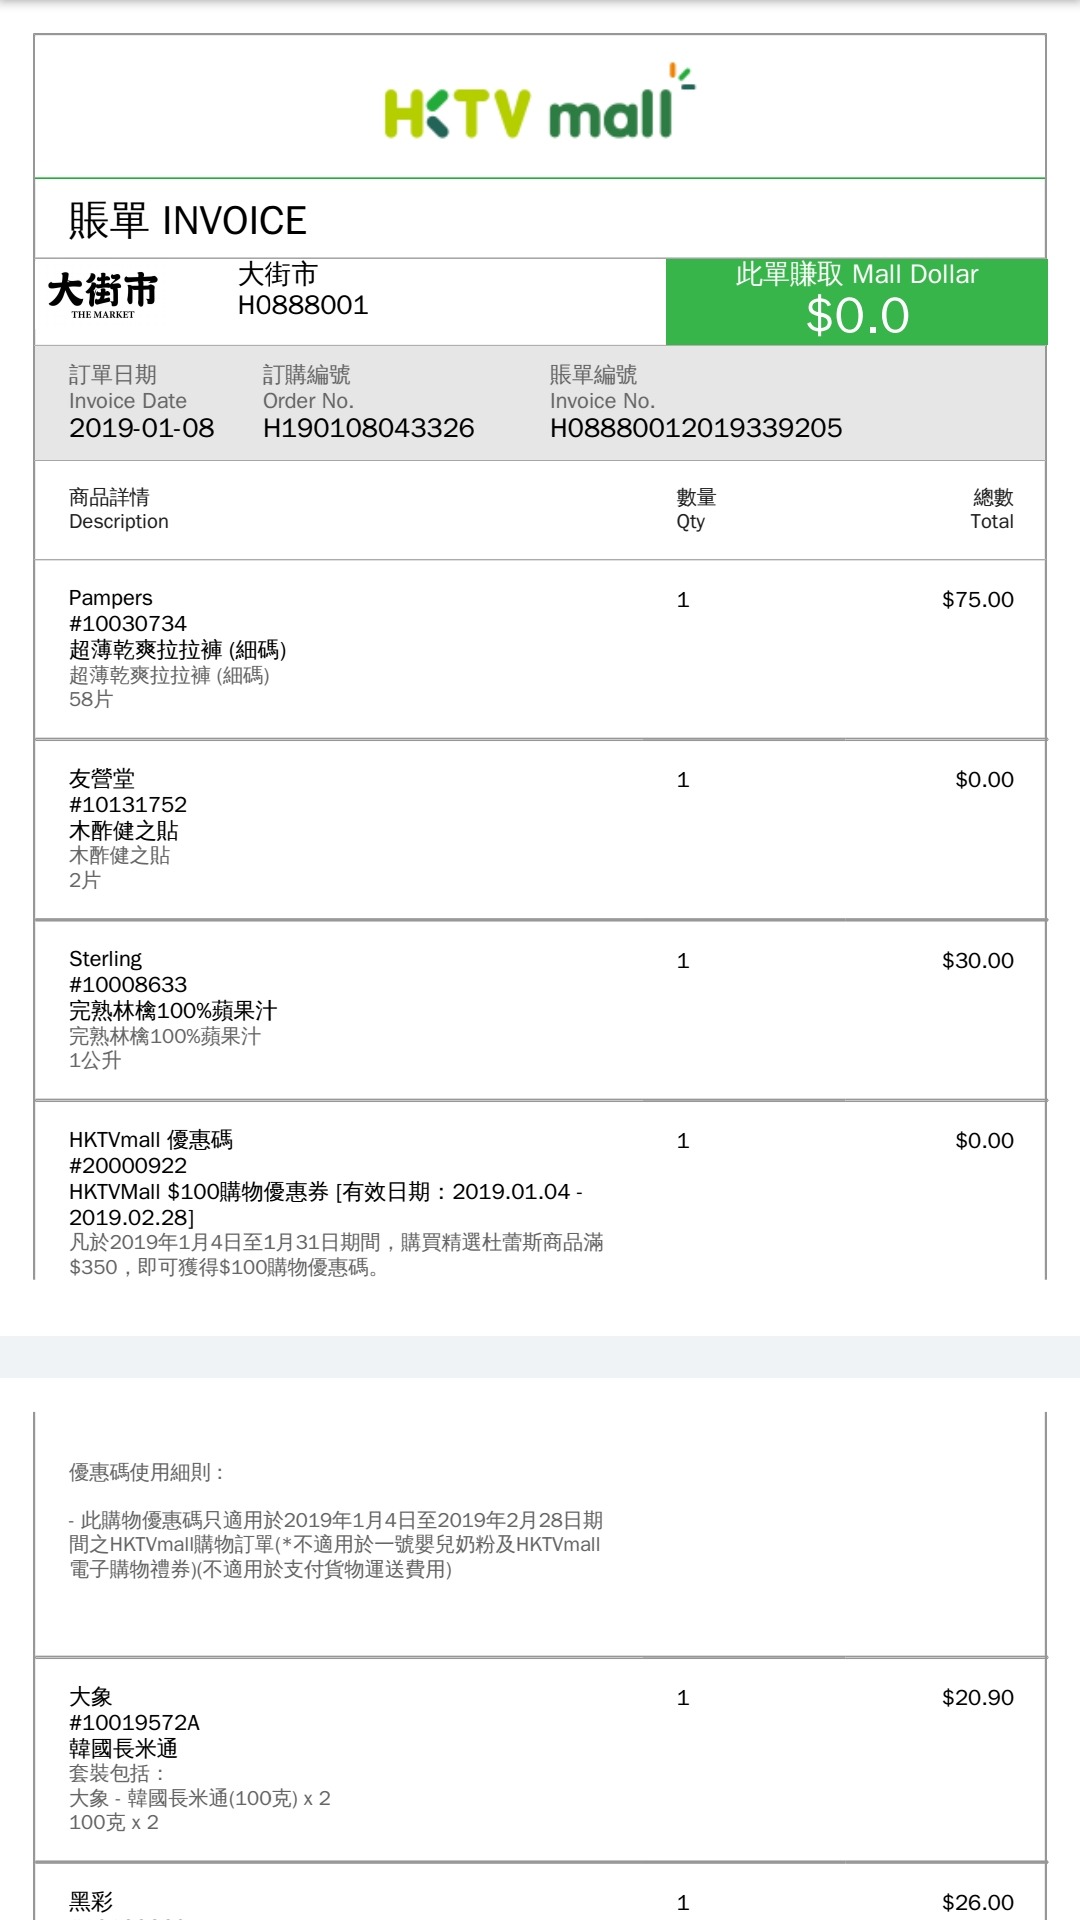 HKTV mall
賬單 INVOICE
大街市
THE MARKET
大街市
H0888001
此單賺取 Mall Dollar
$0.0
訂單日期
Invoice Date
2019-01-08
訂購編號
Order No.
H190108043326
賬單編號
Invoice No.
H08880012019339205
商品詳情
Description
數量
Qty
總數
Total
Pampers
#10030734
超薄乾爽拉拉褲 (細碼)
超薄乾爽拉拉褲 (細碼)
58片
1
$75.00
友營堂
#10131752
木酢健之貼
木酢健之貼
2片
1
$0.00
Sterling
#10008633
完熟林檎100%蘋果汁
完熟林檎100%蘋果汁
1公升
1
$30.00
HKTVmall 優惠碼
#20000922
HKTVMall $100購物優惠券 [有效日期：2019.01.04 -
2019.02.28]
凡於2019年1月4日至1月31日期間，購買精選杜蕾斯商品滿
$350，即可獲得$100購物優惠碼。
1
$0.00
優惠碼使用細則：
- 此購物優惠碼只適用於2019年1月4日至2019年2月28日期
間之HKTVmall購物訂單(*不適用於一號嬰兒奶粉及HKTVmall
電子購物禮券)(不適用於支付貨物運送費用)
大象
#10019572A
韓國長米通
套裝包括：
大象 - 韓國長米通(100克) x 2
100克 x 2
1
$20.90
黑彩
1
$26.00